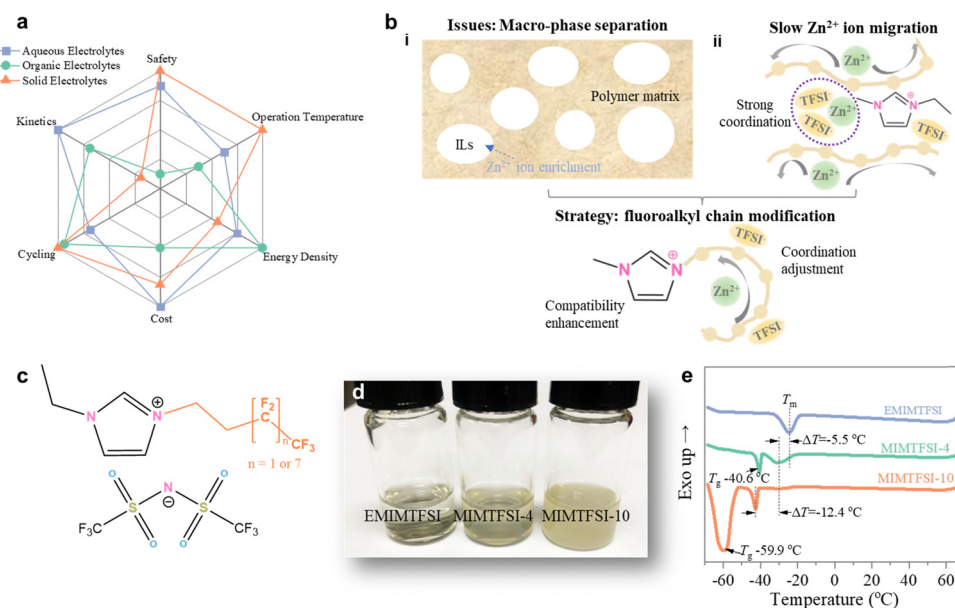 a
Aqueous Electrolytes
Organic Electrolytes
Solid Electrolytes
Safety
Operation Temperature
Energy Density
Cost
Cycling
Kinetics
b
Issues: Macro-phase separation
i
Polymer matrix
ILs
Zn2+ ion enrichment
ii
Slow Zn2+ ion migration
Zn2+
Strong
coordination
TFSI-
Zn2+
TFSI-
TFSI-
N
N
⊕
TFSI-
Zn2+
Strategy: fluoroalkyl chain modification
TFSI-
N
N
⊕
Zn2+
Coordination
adjustment
Compatibility
enhancement
TFSI-
c
N
N
⊕
F2
C
n
CF3
n = 1 or 7
O
O
N
⊖
S
S
F3C
CF3
O
O
d
EMIMTFSI
MIMTFSI-4
MIMTFSI-10
e
Exo up →
Tm
EMIMTFSI
ΔT=-5.5 °C
MIMTFSI-4
Tg -40.6 °C
MIMTFSI-10
ΔT=-12.4 °C
Tg -59.9 °C
-60
-40
-20
0
20
40
60
Temperature (°C)